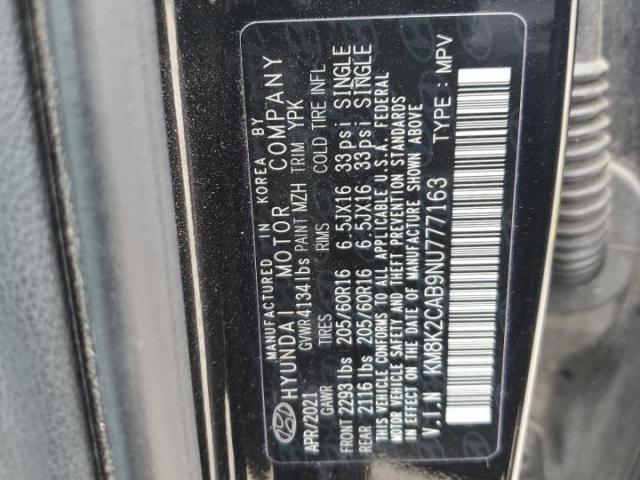 MANUFACTURED IN KOREA BY
HYUNDAI MOTOR COMPANY
APR/2021 GVWR 4134 lbs PAINT MZH TRIM YPK
GAWR TIRES RIMS COLD TIRE INFL
FRONT 2293 lbs 205/60R16 6.5JX16 33psi SINGLE
REAR 2116 lbs 205/60R16 6.5JX16 33psi SINGLE
THIS VEHICLE CONFORMS TO ALL APPLICABLE U.S.A. FEDERAL
MOTOR VEHICLE SAFETY AND THEFT PREVENTION STANDARDS
IN EFFECT ON THE DATE OF MANUFACTURE SHOWN ABOVE
V.I.N KM8K2CAB9NU777163 TYPE : MPV